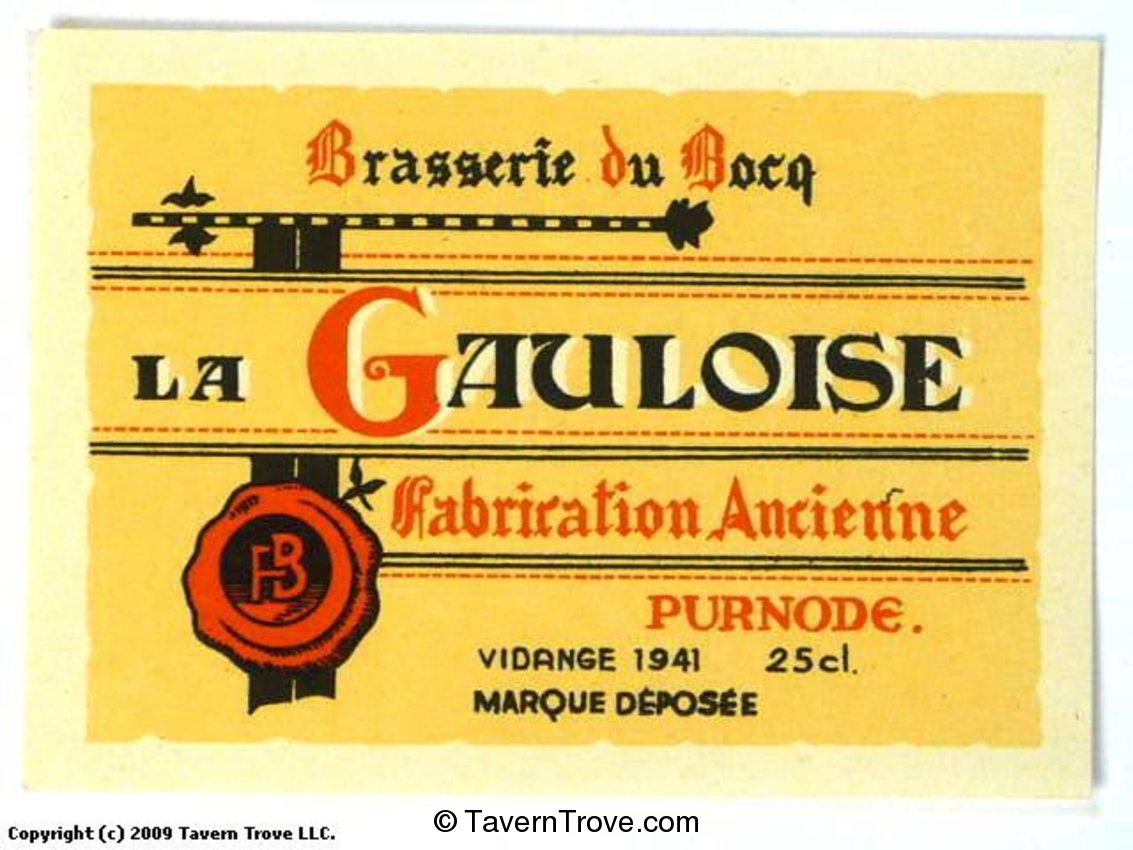 Brasserie du Bocq
LA GAULOISE
Fabrication Ancienne
FB
PURNODE.
VIDANGE 1941 25cl.
MARQUE DÉPOSÉE
Copyright (c) 2009 Tavern Trove LLC.
© TavernTrove.com